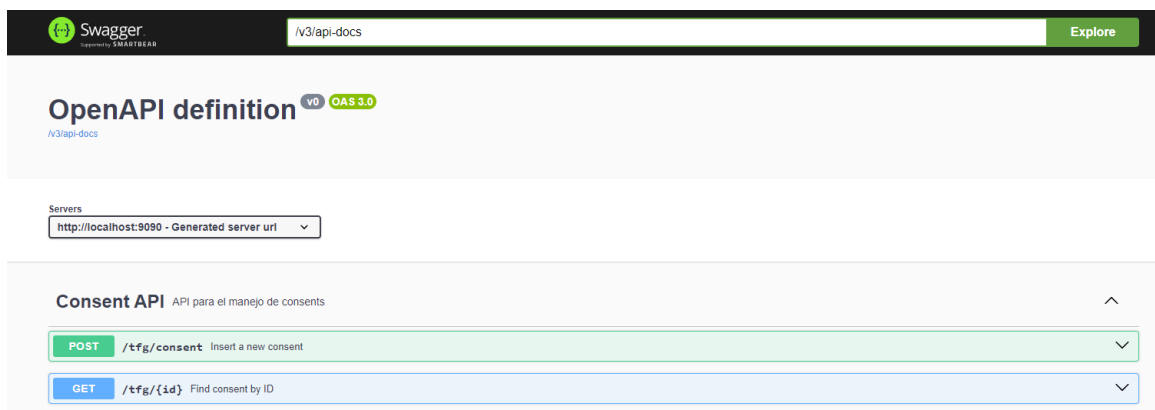 Swagger.
Supported by SMARTBEAR
/v3/api-docs
Explore
OpenAPI definition v0 OAS 3.0
/v3/api-docs
Servers
http://localhost:9090 - Generated server url
Consent API API para el manejo de consents
POST /tfg/consent Insert a new consent
GET /tfg/{id} Find consent by ID